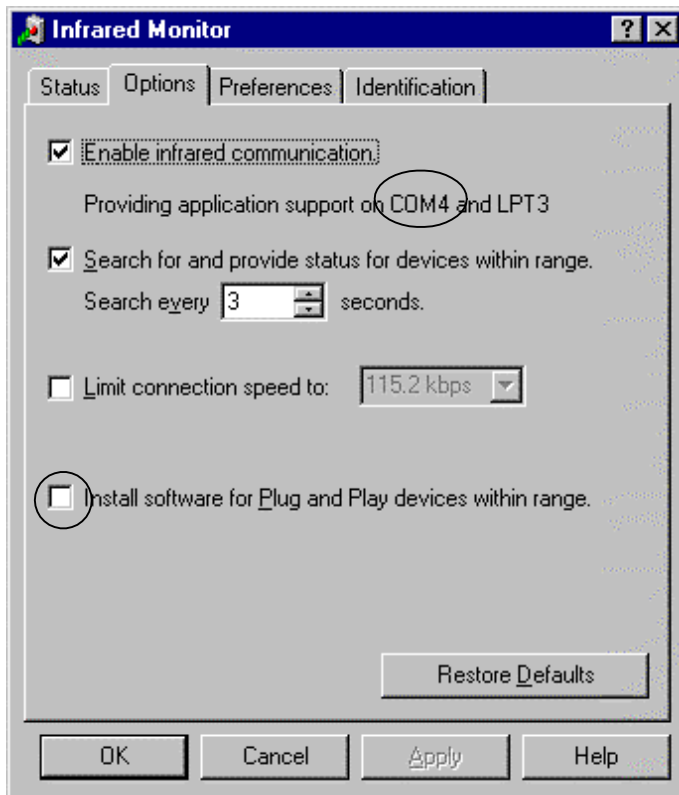 Infrared Monitor
Status Options Preferences Identification
Enable infrared communication.
Providing application support on COM4 and LPT3
Search for and provide status for devices within range.
Search every 3 seconds.
Limit connection speed to: 115.2 kbps
Install software for Plug and Play devices within range.
Restore Defaults
OK Cancel Apply Help